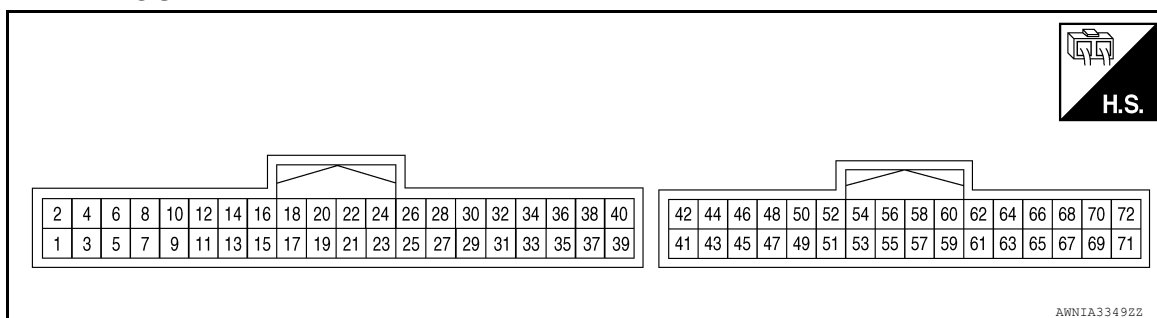 H.S.
2 4 6 8 10 12 14 16 18 20 22 24 26 28 30 32 34 36 38 40
1 3 5 7 9 11 13 15 17 19 21 23 25 27 29 31 33 35 37 39
42 44 46 48 50 52 54 56 58 60 62 64 66 68 70 72
41 43 45 47 49 51 53 55 57 59 61 63 65 67 69 71
AWNIA3349ZZ